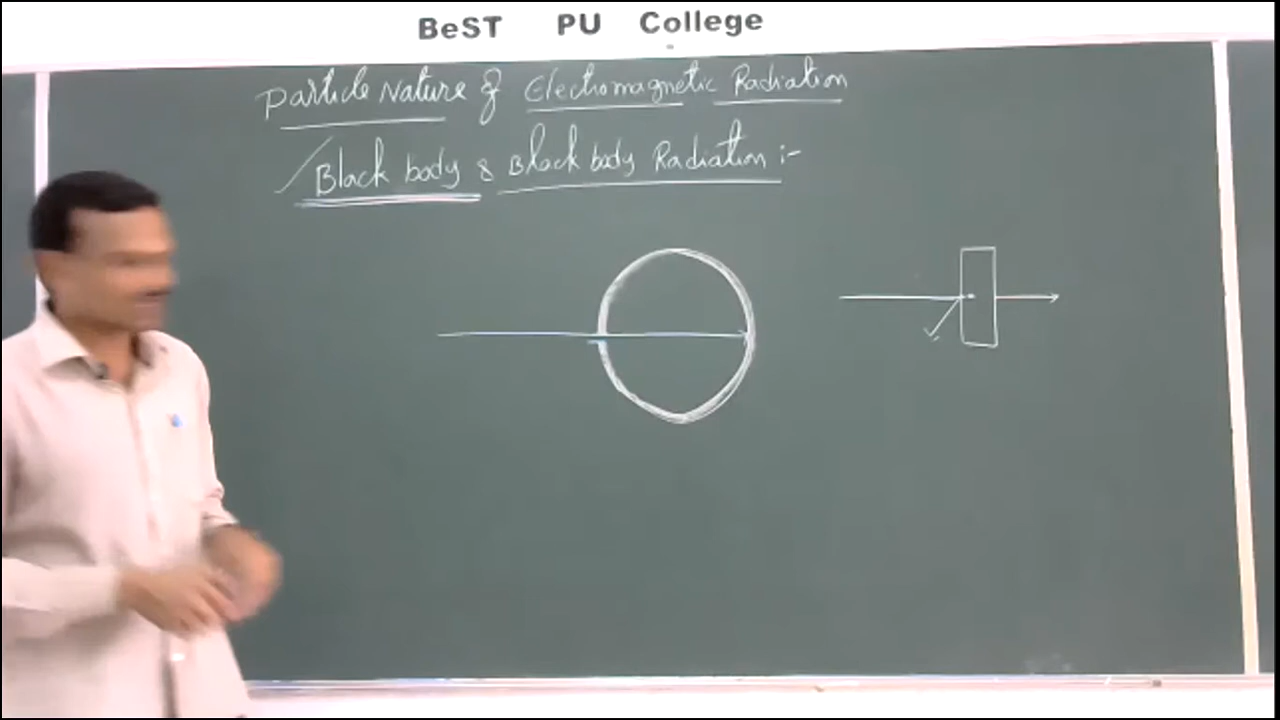 BeST PU College
Particle Nature of Electromagnetic Radiation
Black body & Black body Radiation :-